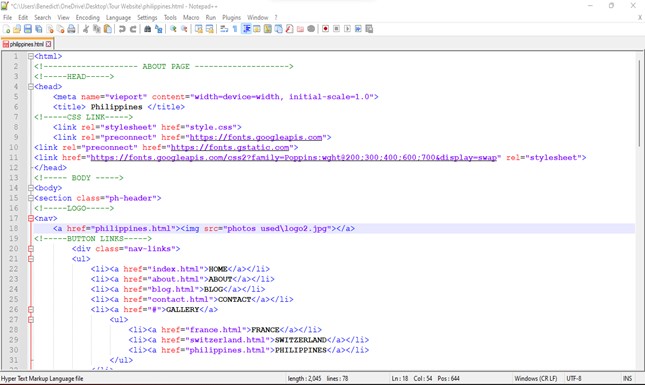 *C:\Users\Benedict\OneDrive\Desktop\Tour Website\philippines.html - Notepad++
File Edit Search View Encoding Language Settings Tools Macro Run Plugins Window ?
X
philippines.html
1 <html>
2 <!-------------------- ABOUT PAGE -------------------->
3 <!-----HEAD----->
4 <head>
5 <meta name="vieport" content="width=device-width, initial-scale=1.0">
6 <title> Philippines </title>
7 <!-----CSS LINK----->
8 <link rel="stylesheet" href="style.css">
9 <link rel="preconnect" href="https://fonts.googleapis.com">
10 <link rel="preconnect" href="https://fonts.gstatic.com">
11 <link href="https://fonts.googleapis.com/css2?family=Poppins:wght@200;300;400;600;700&display=swap" rel="stylesheet">
12 </head>
13 <!----- BODY ----->
14 <body>
15 <section class="ph-header">
16 <!-----LOGO----->
17 <nav>
18 <a href="philippines.html"><img src="photos used\logo2.jpg"></a>
19 <!-----BUTTON LINKS----->
20 <div class="nav-links">
21 <ul>
22 <li><a href="index.html">HOME</a></li>
23 <li><a href="about.html">ABOUT</a></li>
24 <li><a href="blog.html">BLOG</a></li>
25 <li><a href="contact.html">CONTACT</a></li>
26 <li><a href="#">GALLERY</a>
27 <ul>
28 <li><a href="france.html">FRANCE</a></li>
29 <li><a href="switzerland.html">SWITZERLAND</a></li>
30 <li><a href="philippines.html">PHILIPPINES</a></li>
31 </ul>
Hyper Text Markup Language file length : 2,045 lines : 78 Ln : 18 Col : 54 Pos : 644 Windows (CR LF) UTF-8 INS